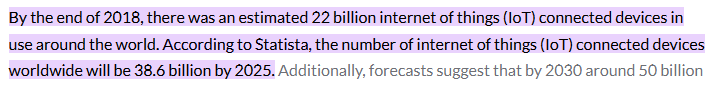 By the end of 2018, there was an estimated 22 billion internet of things (IoT) connected devices in
use around the world. According to Statista, the number of internet of things (IoT) connected devices
worldwide will be 38.6 billion by 2025. Additionally, forecasts suggest that by 2030 around 50 billion